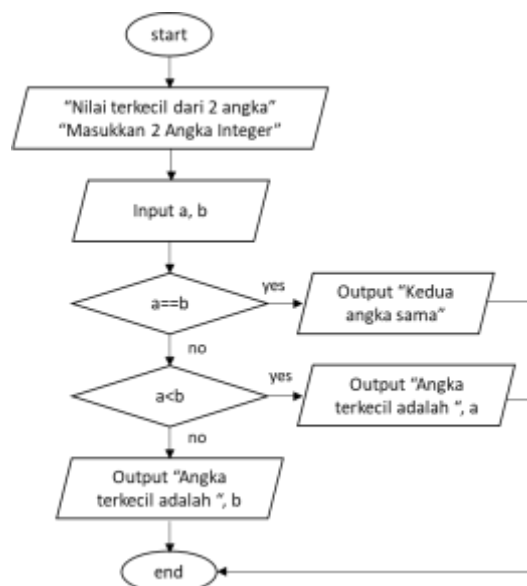 start
“Nilai terkecil dari 2 angka”
“Masukkan 2 Angka Integer”
Input a, b
a==b
yes
Output “Kedua
angka sama”
no
a<b
yes
Output “Angka
terkecil adalah “, a
no
Output “Angka
terkecil adalah “, b
end